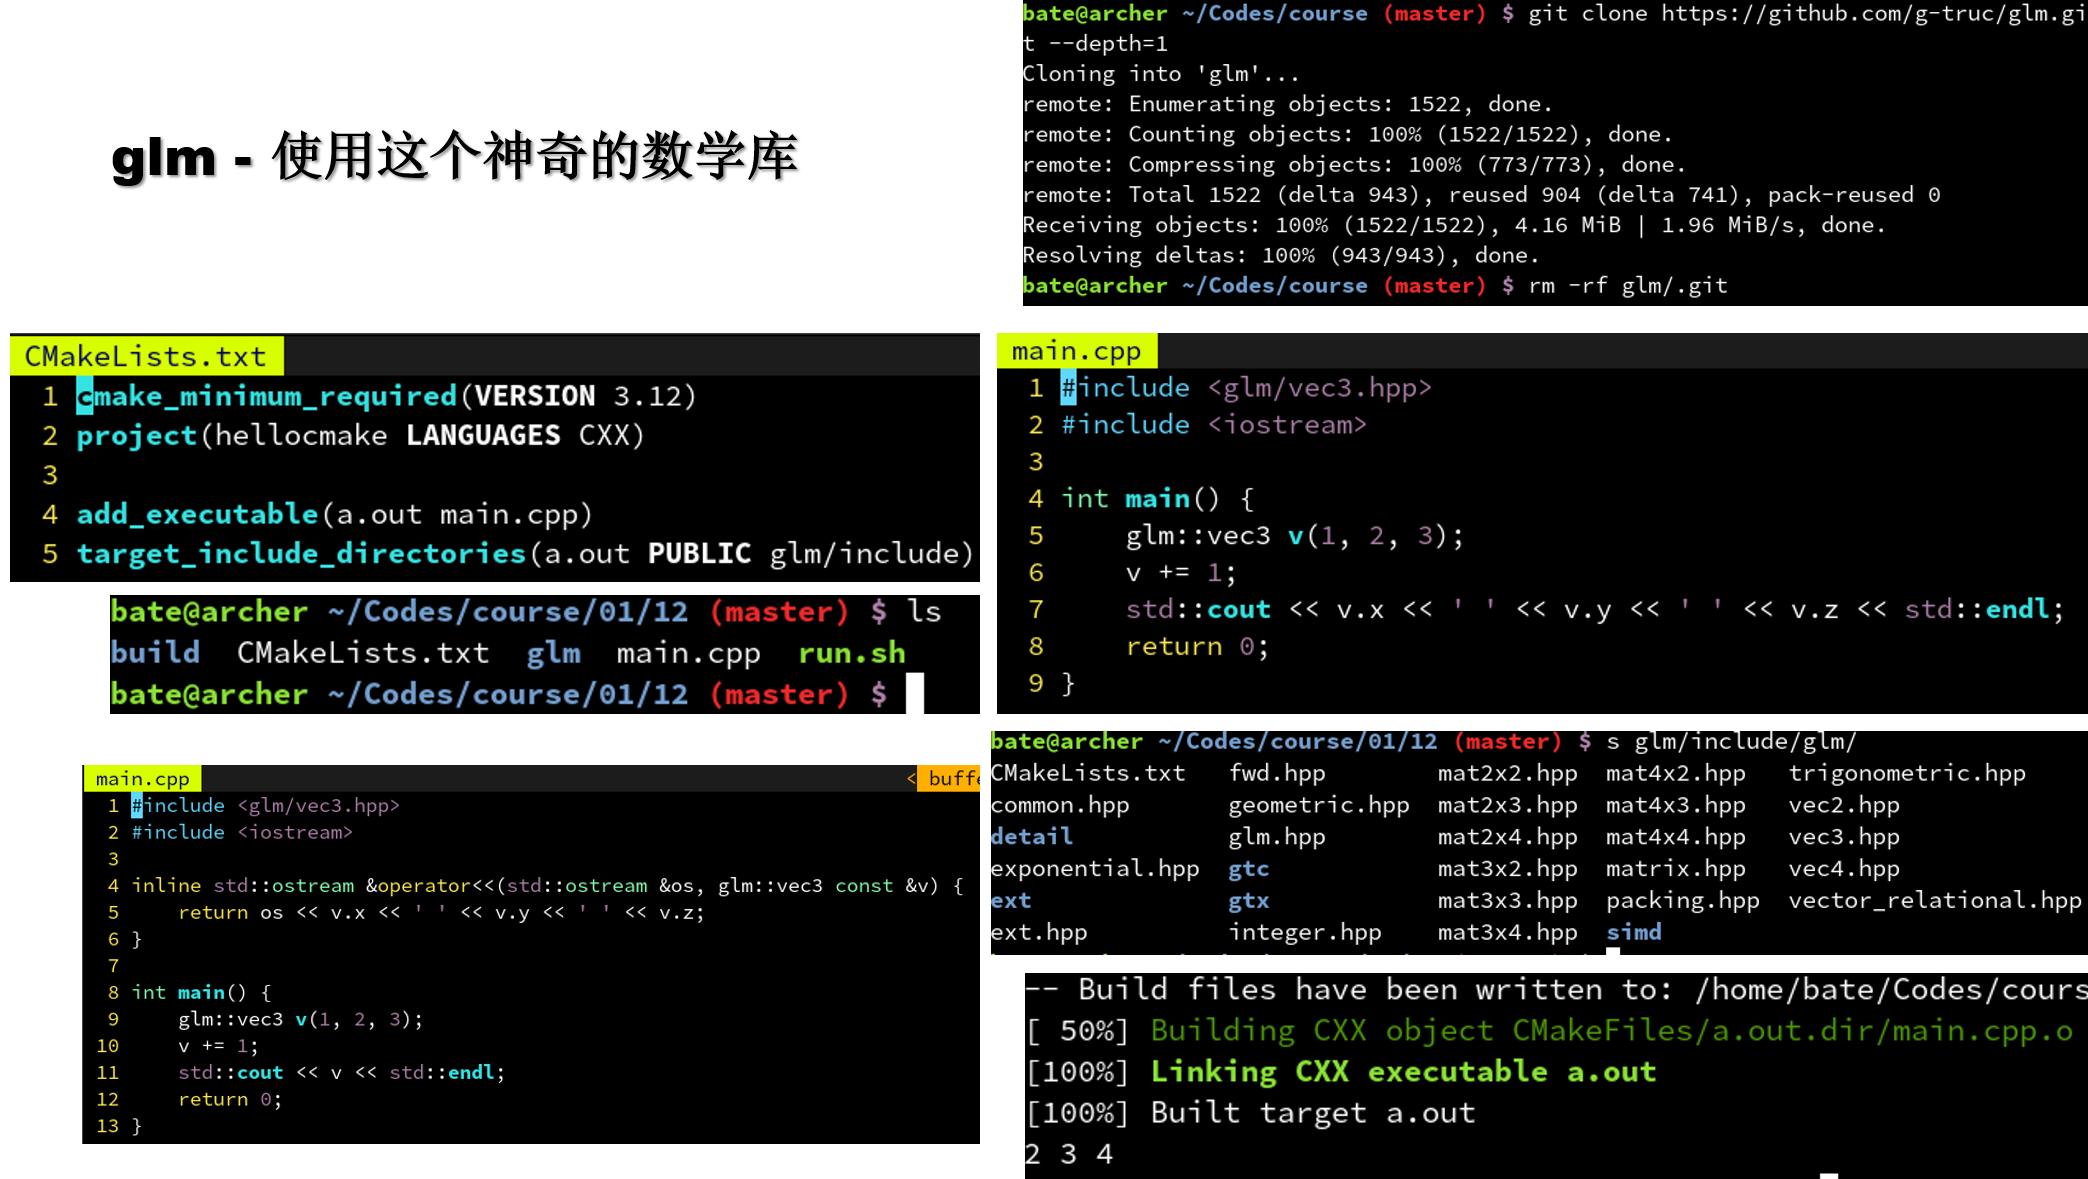 glm - 使用这个神奇的数学库
bate@archer ~/Codes/course (master) $ git clone https://github.com/g-truc/glm.gi
t --depth=1
Cloning into 'glm'...
remote: Enumerating objects: 1522, done.
remote: Counting objects: 100% (1522/1522), done.
remote: Compressing objects: 100% (773/773), done.
remote: Total 1522 (delta 943), reused 904 (delta 741), pack-reused 0
Receiving objects: 100% (1522/1522), 4.16 MiB | 1.96 MiB/s, done.
Resolving deltas: 100% (943/943), done.
bate@archer ~/Codes/course (master) $ rm -rf glm/.git
CMakeLists.txt
1 cmake_minimum_required(VERSION 3.12)
2 project(hellocmake LANGUAGES CXX)
3
4 add_executable(a.out main.cpp)
5 target_include_directories(a.out PUBLIC glm/include)
main.cpp
1 #include <glm/vec3.hpp>
2 #include <iostream>
3
4 int main() {
5     glm::vec3 v(1, 2, 3);
6     v += 1;
7     std::cout << v.x << ' ' << v.y << ' ' << v.z << std::endl;
8     return 0;
9 }
bate@archer ~/Codes/course/01/12 (master) $ ls
build  CMakeLists.txt  glm  main.cpp  run.sh
bate@archer ~/Codes/course/01/12 (master) $
bate@archer ~/Codes/course/01/12 (master) $ s glm/include/glm/
CMakeLists.txt   fwd.hpp        mat2x2.hpp  mat4x2.hpp   trigonometric.hpp
common.hpp       geometric.hpp  mat2x3.hpp  mat4x3.hpp   vec2.hpp
detail           glm.hpp        mat2x4.hpp  mat4x4.hpp   vec3.hpp
exponential.hpp  gtc            mat3x2.hpp  matrix.hpp   vec4.hpp
ext              gtx            mat3x3.hpp  packing.hpp  vector_relational.hpp
ext.hpp          integer.hpp    mat3x4.hpp  simd
main.cpp < buffe
1 #include <glm/vec3.hpp>
2 #include <iostream>
3
4 inline std::ostream &operator<<(std::ostream &os, glm::vec3 const &v) {
5     return os << v.x << ' ' << v.y << ' ' << v.z;
6 }
7
8 int main() {
9     glm::vec3 v(1, 2, 3);
10     v += 1;
11     std::cout << v << std::endl;
12     return 0;
13 }
-- Build files have been written to: /home/bate/Codes/cours
[ 50%] Building CXX object CMakeFiles/a.out.dir/main.cpp.o
[100%] Linking CXX executable a.out
[100%] Built target a.out
2 3 4